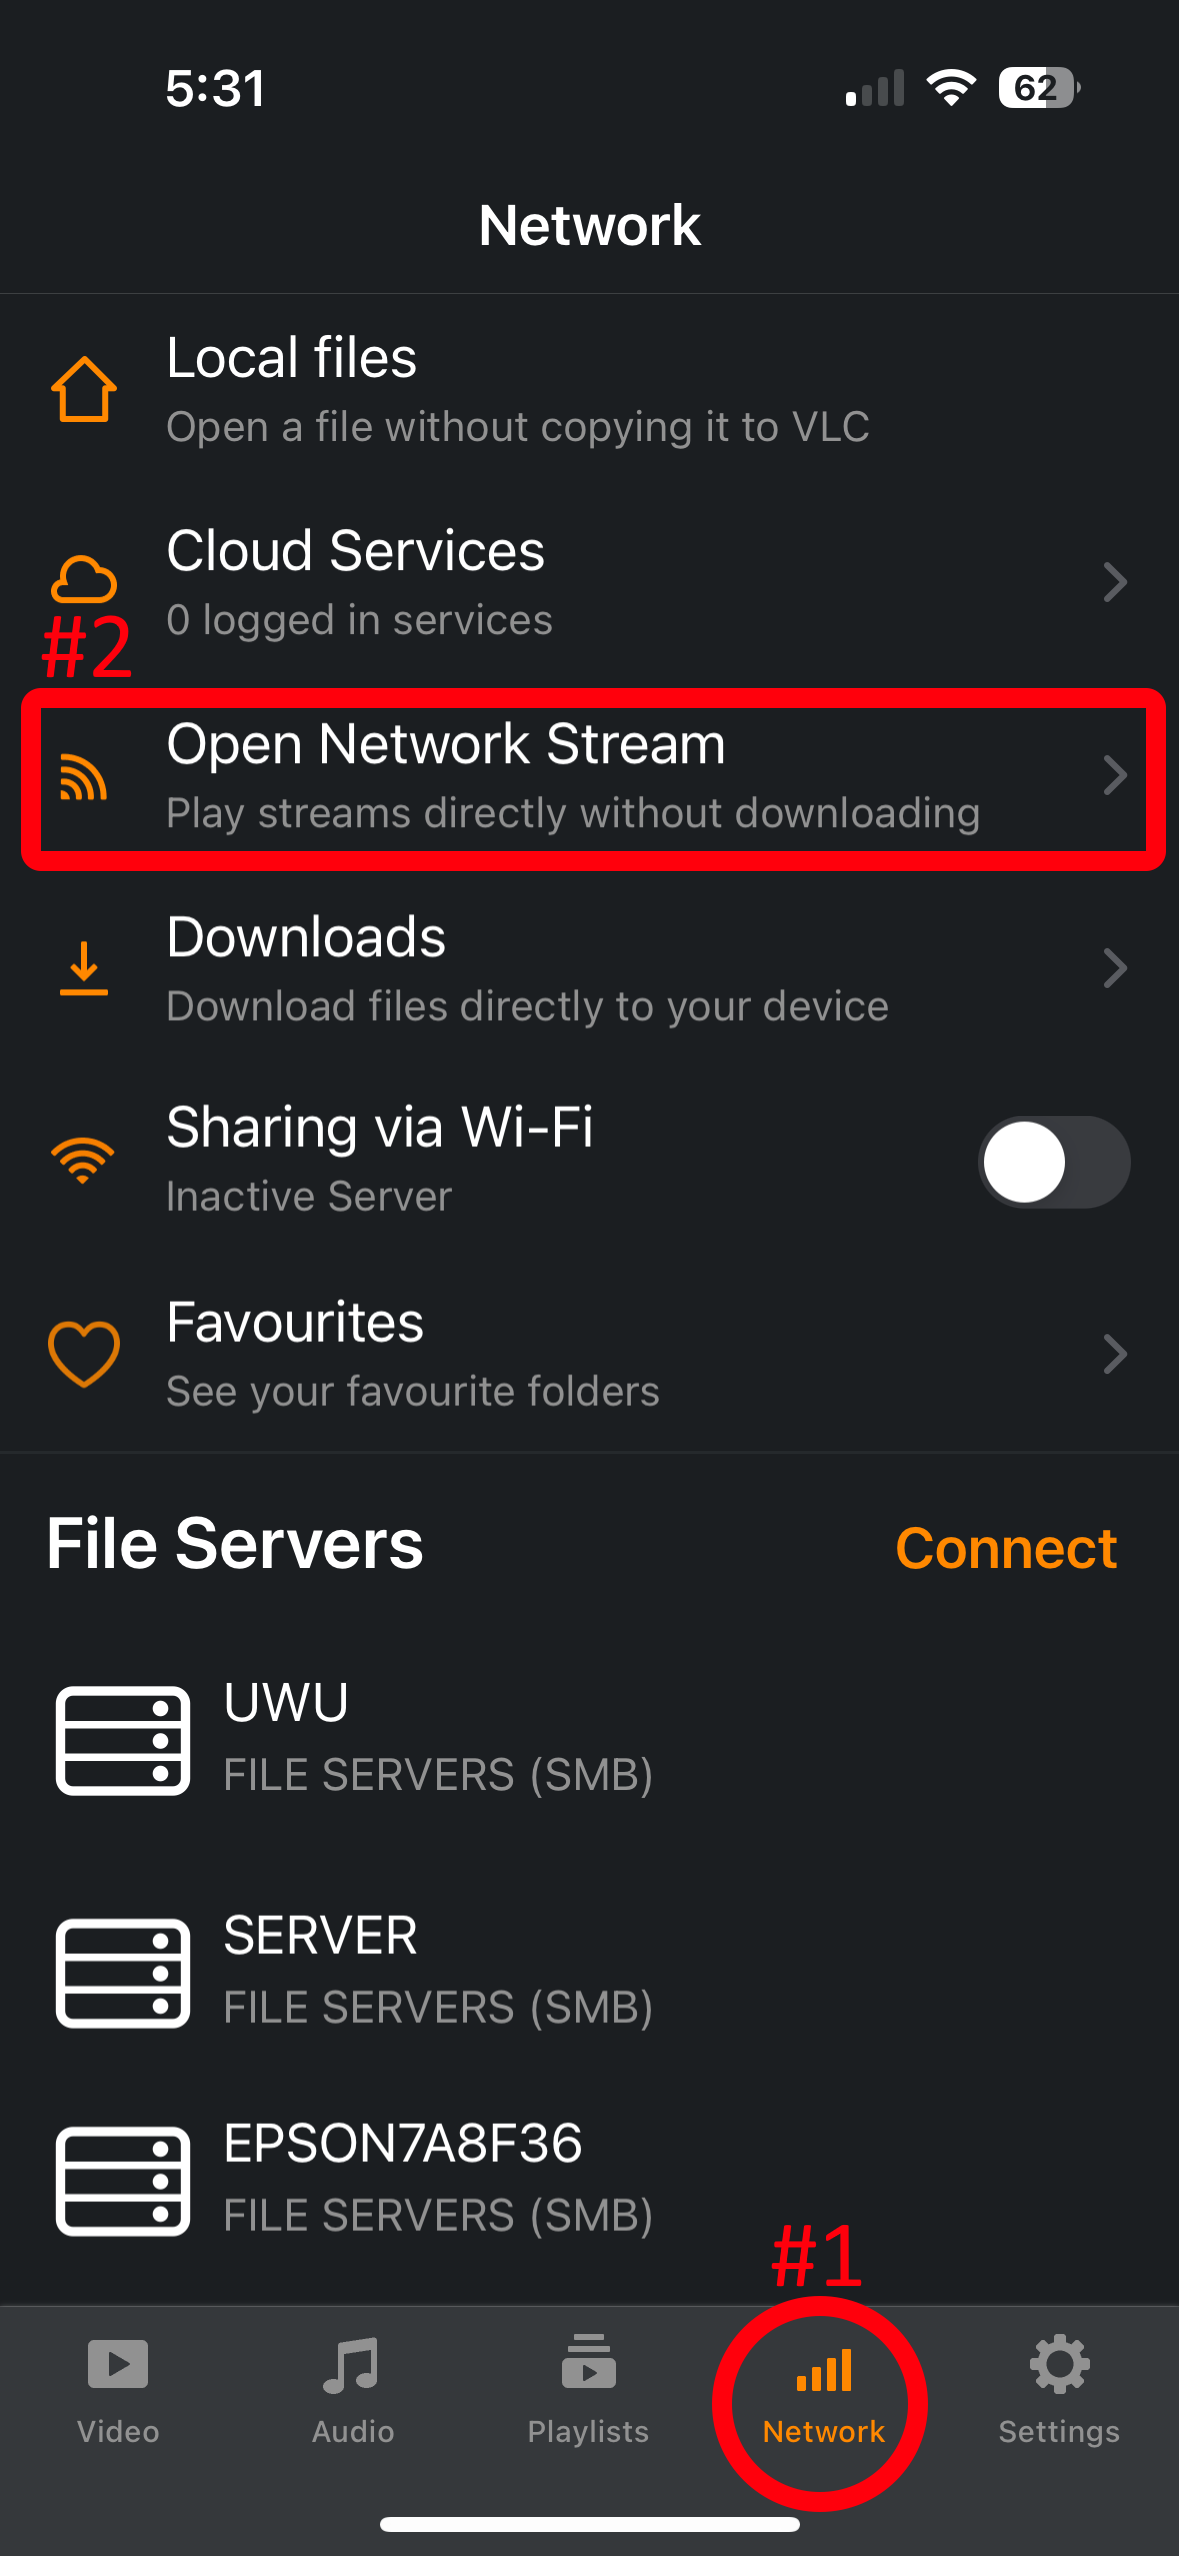 5:31
62
Network
Local files
Open a file without copying it to VLC
Cloud Services
0 logged in services
#2
Open Network Stream
Play streams directly without downloading
Downloads
Download files directly to your device
Sharing via Wi-Fi
Inactive Server
Favourites
See your favourite folders
File Servers
Connect
UWU
FILE SERVERS (SMB)
SERVER
FILE SERVERS (SMB)
EPSON7A8F36
FILE SERVERS (SMB)
#1
Video
Audio
Playlists
Network
Settings